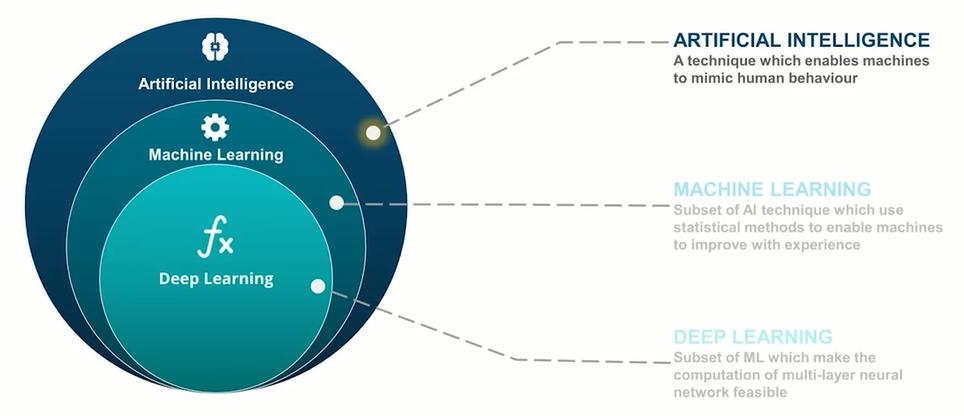 Artificial Intelligence
Machine Learning
fx
Deep Learning
ARTIFICIAL INTELLIGENCE
A technique which enables machines
to mimic human behaviour
MACHINE LEARNING
Subset of AI technique which use
statistical methods to enable machines
to improve with experience
DEEP LEARNING
Subset of ML which make the
computation of multi-layer neural
network feasible